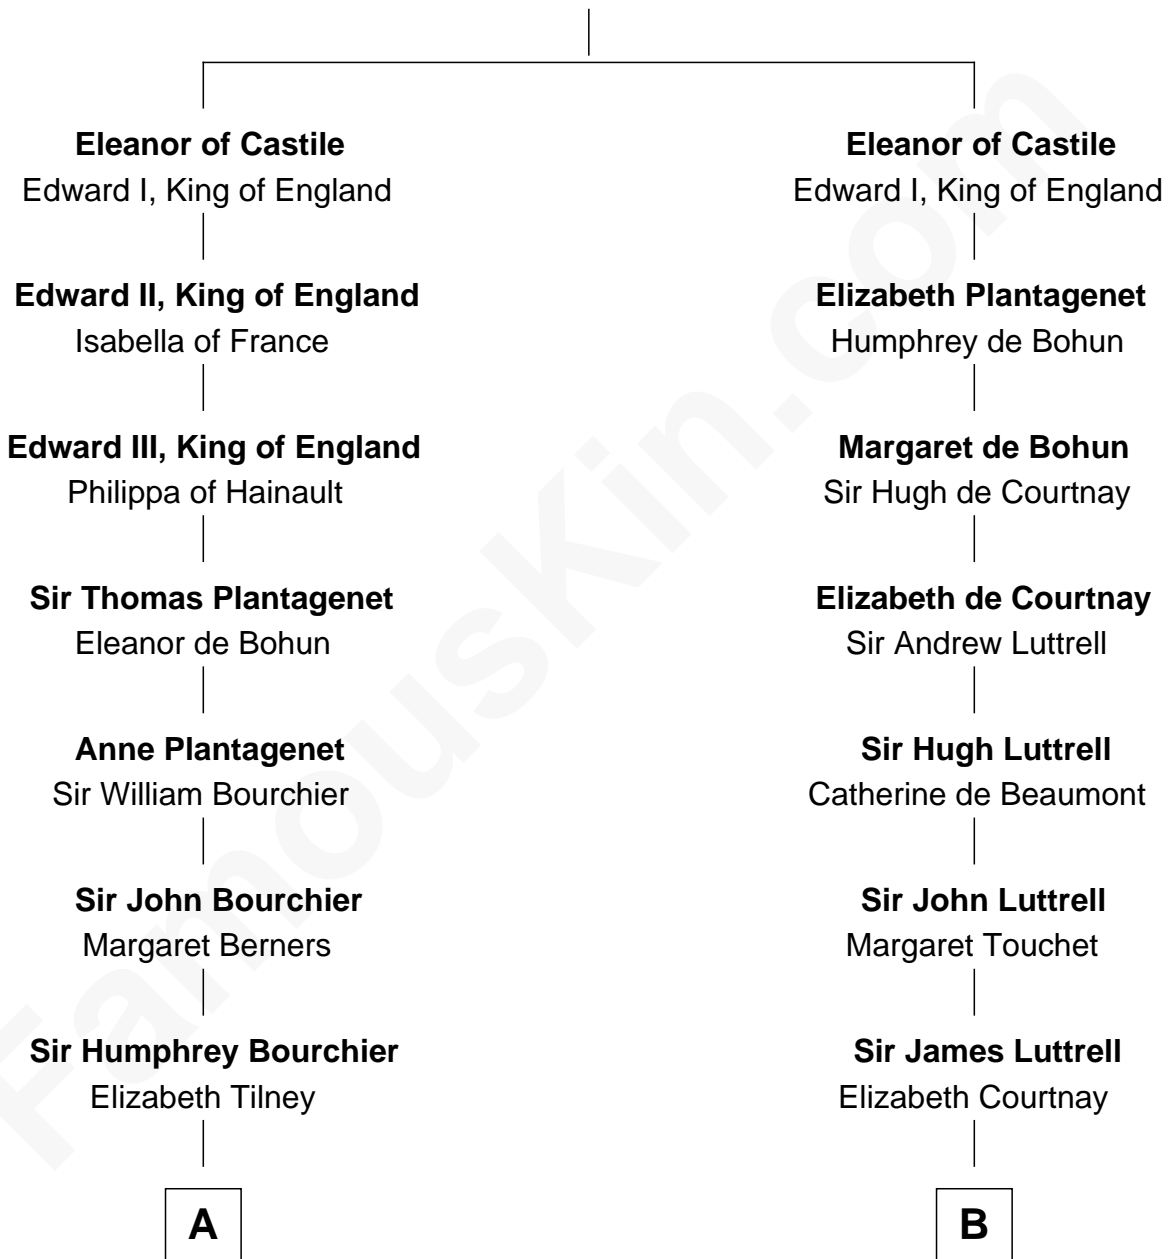 Eleanor of Castile
Edward I, King of England
Edward II, King of England
Isabella of France
Edward III, King of England
Philippa of Hainault
Sir Thomas Plantagenet
Eleanor de Bohun
Anne Plantagenet
Sir William Bourchier
Sir John Bourchier
Margaret Berners
Sir Humphrey Bourchier
Elizabeth Tilney
A
Eleanor of Castile
Edward I, King of England
Elizabeth Plantagenet
Humphrey de Bohun
Margaret de Bohun
Sir Hugh de Courtnay
Elizabeth de Courtnay
Sir Andrew Luttrell
Sir Hugh Luttrell
Catherine de Beaumont
Sir John Luttrell
Margaret Touchet
Sir James Luttrell
Elizabeth Courtnay
B
FamousKin.com